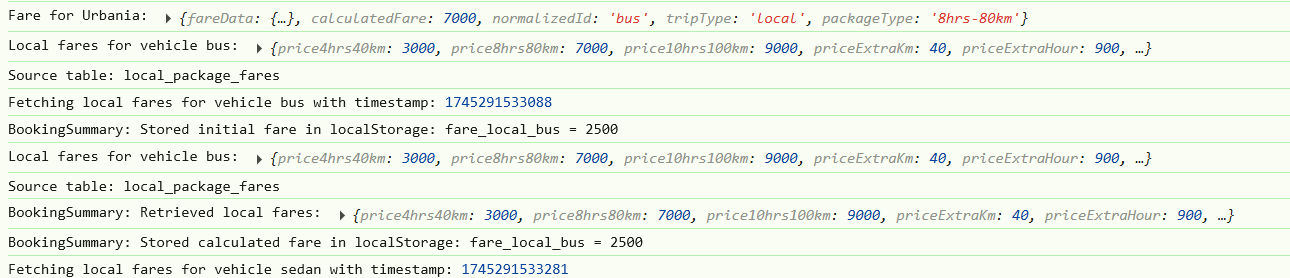 Fare for Urbania: ▶ {fareData: {…}, calculatedFare: 7000, normalizedId: 'bus', tripType: 'local', packageType: '8hrs-80km'}
Local fares for vehicle bus: ▶ {price4hrs40km: 3000, price8hrs80km: 7000, price10hrs100km: 9000, priceExtraKm: 40, priceExtraHour: 900, …}
Source table: local_package_fares
Fetching local fares for vehicle bus with timestamp: 1745291533088
BookingSummary: Stored initial fare in localStorage: fare_local_bus = 2500
Local fares for vehicle bus: ▶ {price4hrs40km: 3000, price8hrs80km: 7000, price10hrs100km: 9000, priceExtraKm: 40, priceExtraHour: 900, …}
Source table: local_package_fares
BookingSummary: Retrieved local fares: ▶ {price4hrs40km: 3000, price8hrs80km: 7000, price10hrs100km: 9000, priceExtraKm: 40, priceExtraHour: 900, …}
BookingSummary: Stored calculated fare in localStorage: fare_local_bus = 2500
Fetching local fares for vehicle sedan with timestamp: 1745291533281